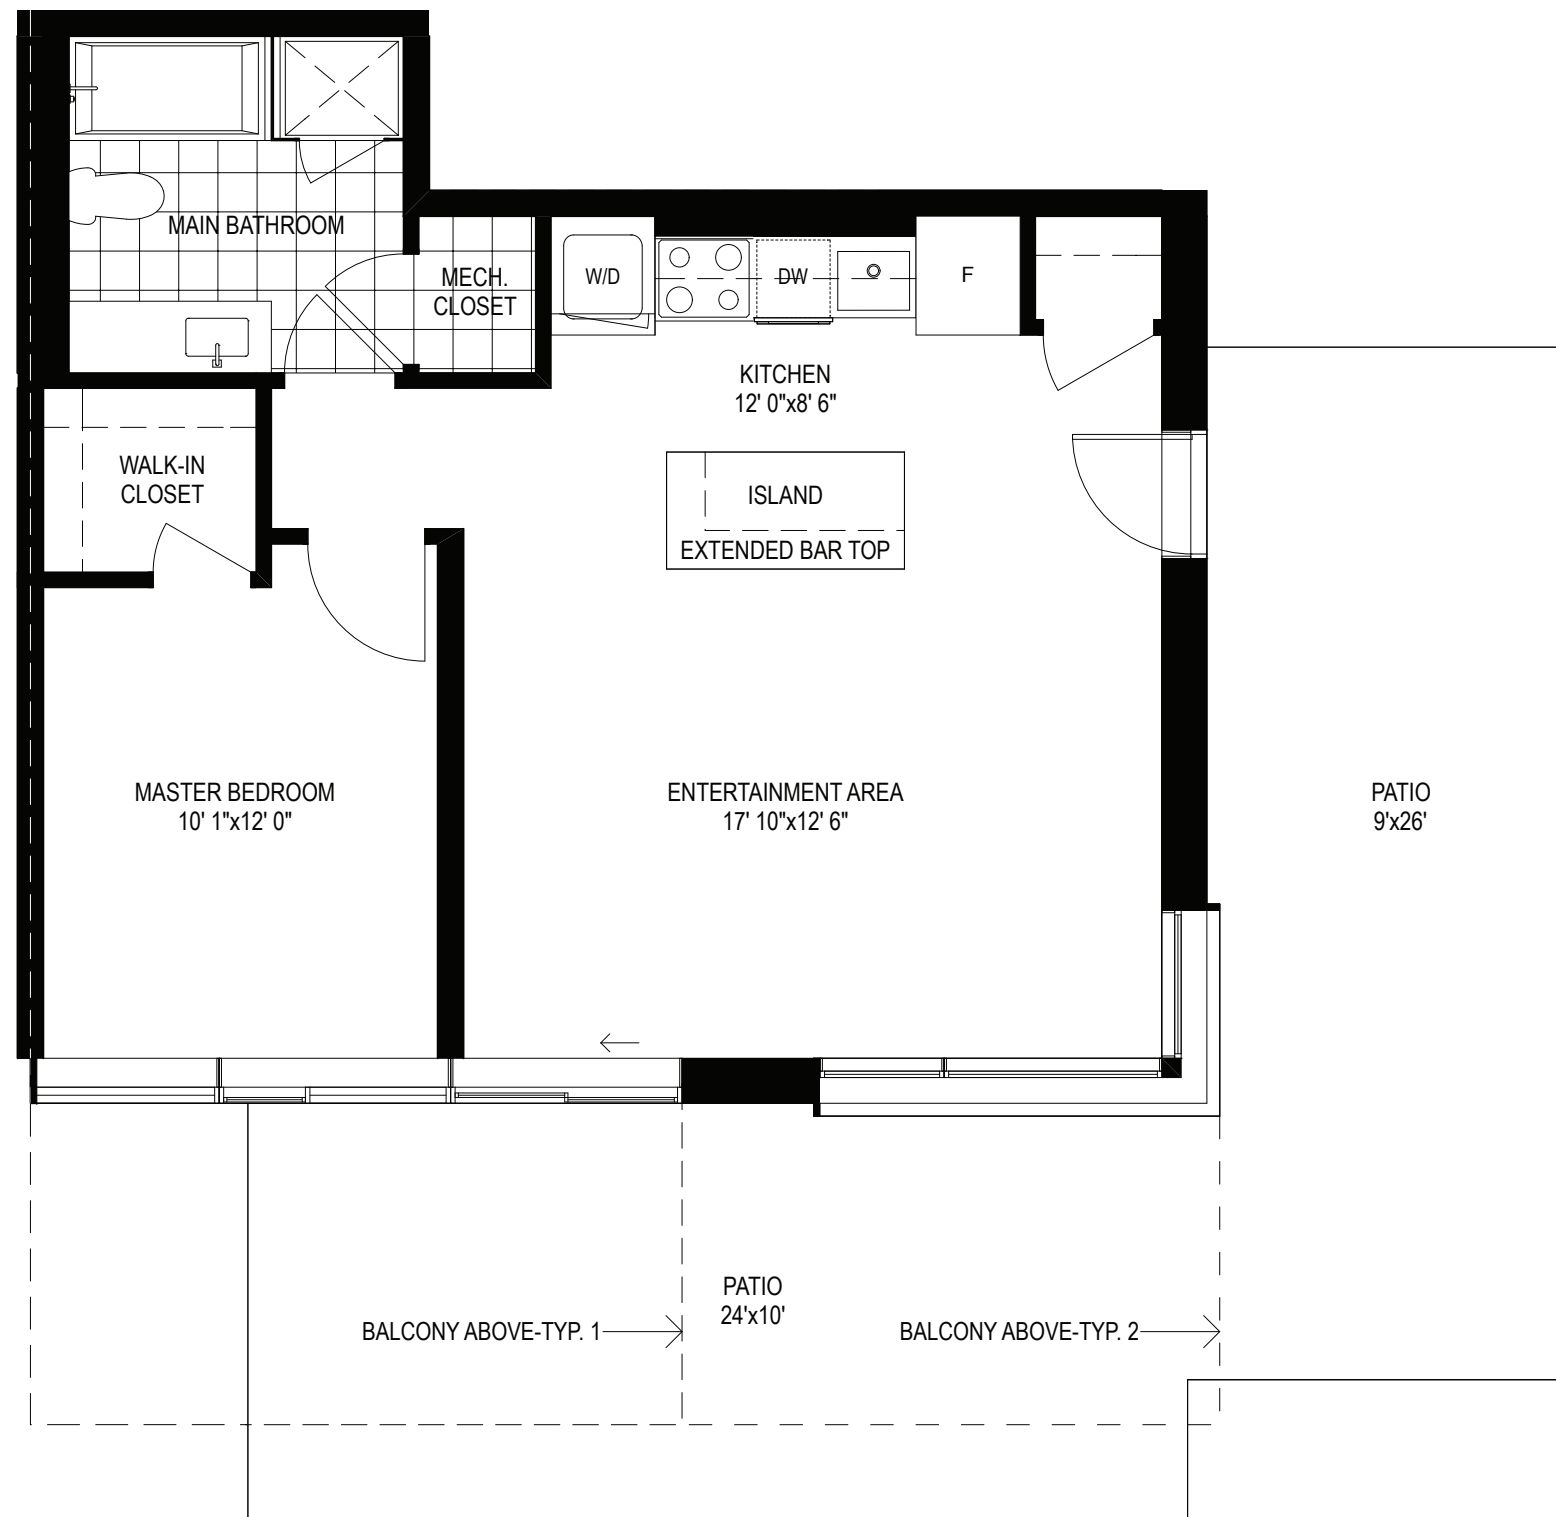 MAIN BATHROOM
MECH.
CLOSET
W/D
DW
F
KITCHEN
12' 0"x8' 6"
WALK-IN
CLOSET
ISLAND
EXTENDED BAR TOP
MASTER BEDROOM
10' 1"x12' 0"
ENTERTAINMENT AREA
17' 10"x12' 6"
PATIO
9'x26'
PATIO
24'x10'
BALCONY ABOVE-TYP. 1
BALCONY ABOVE-TYP. 2